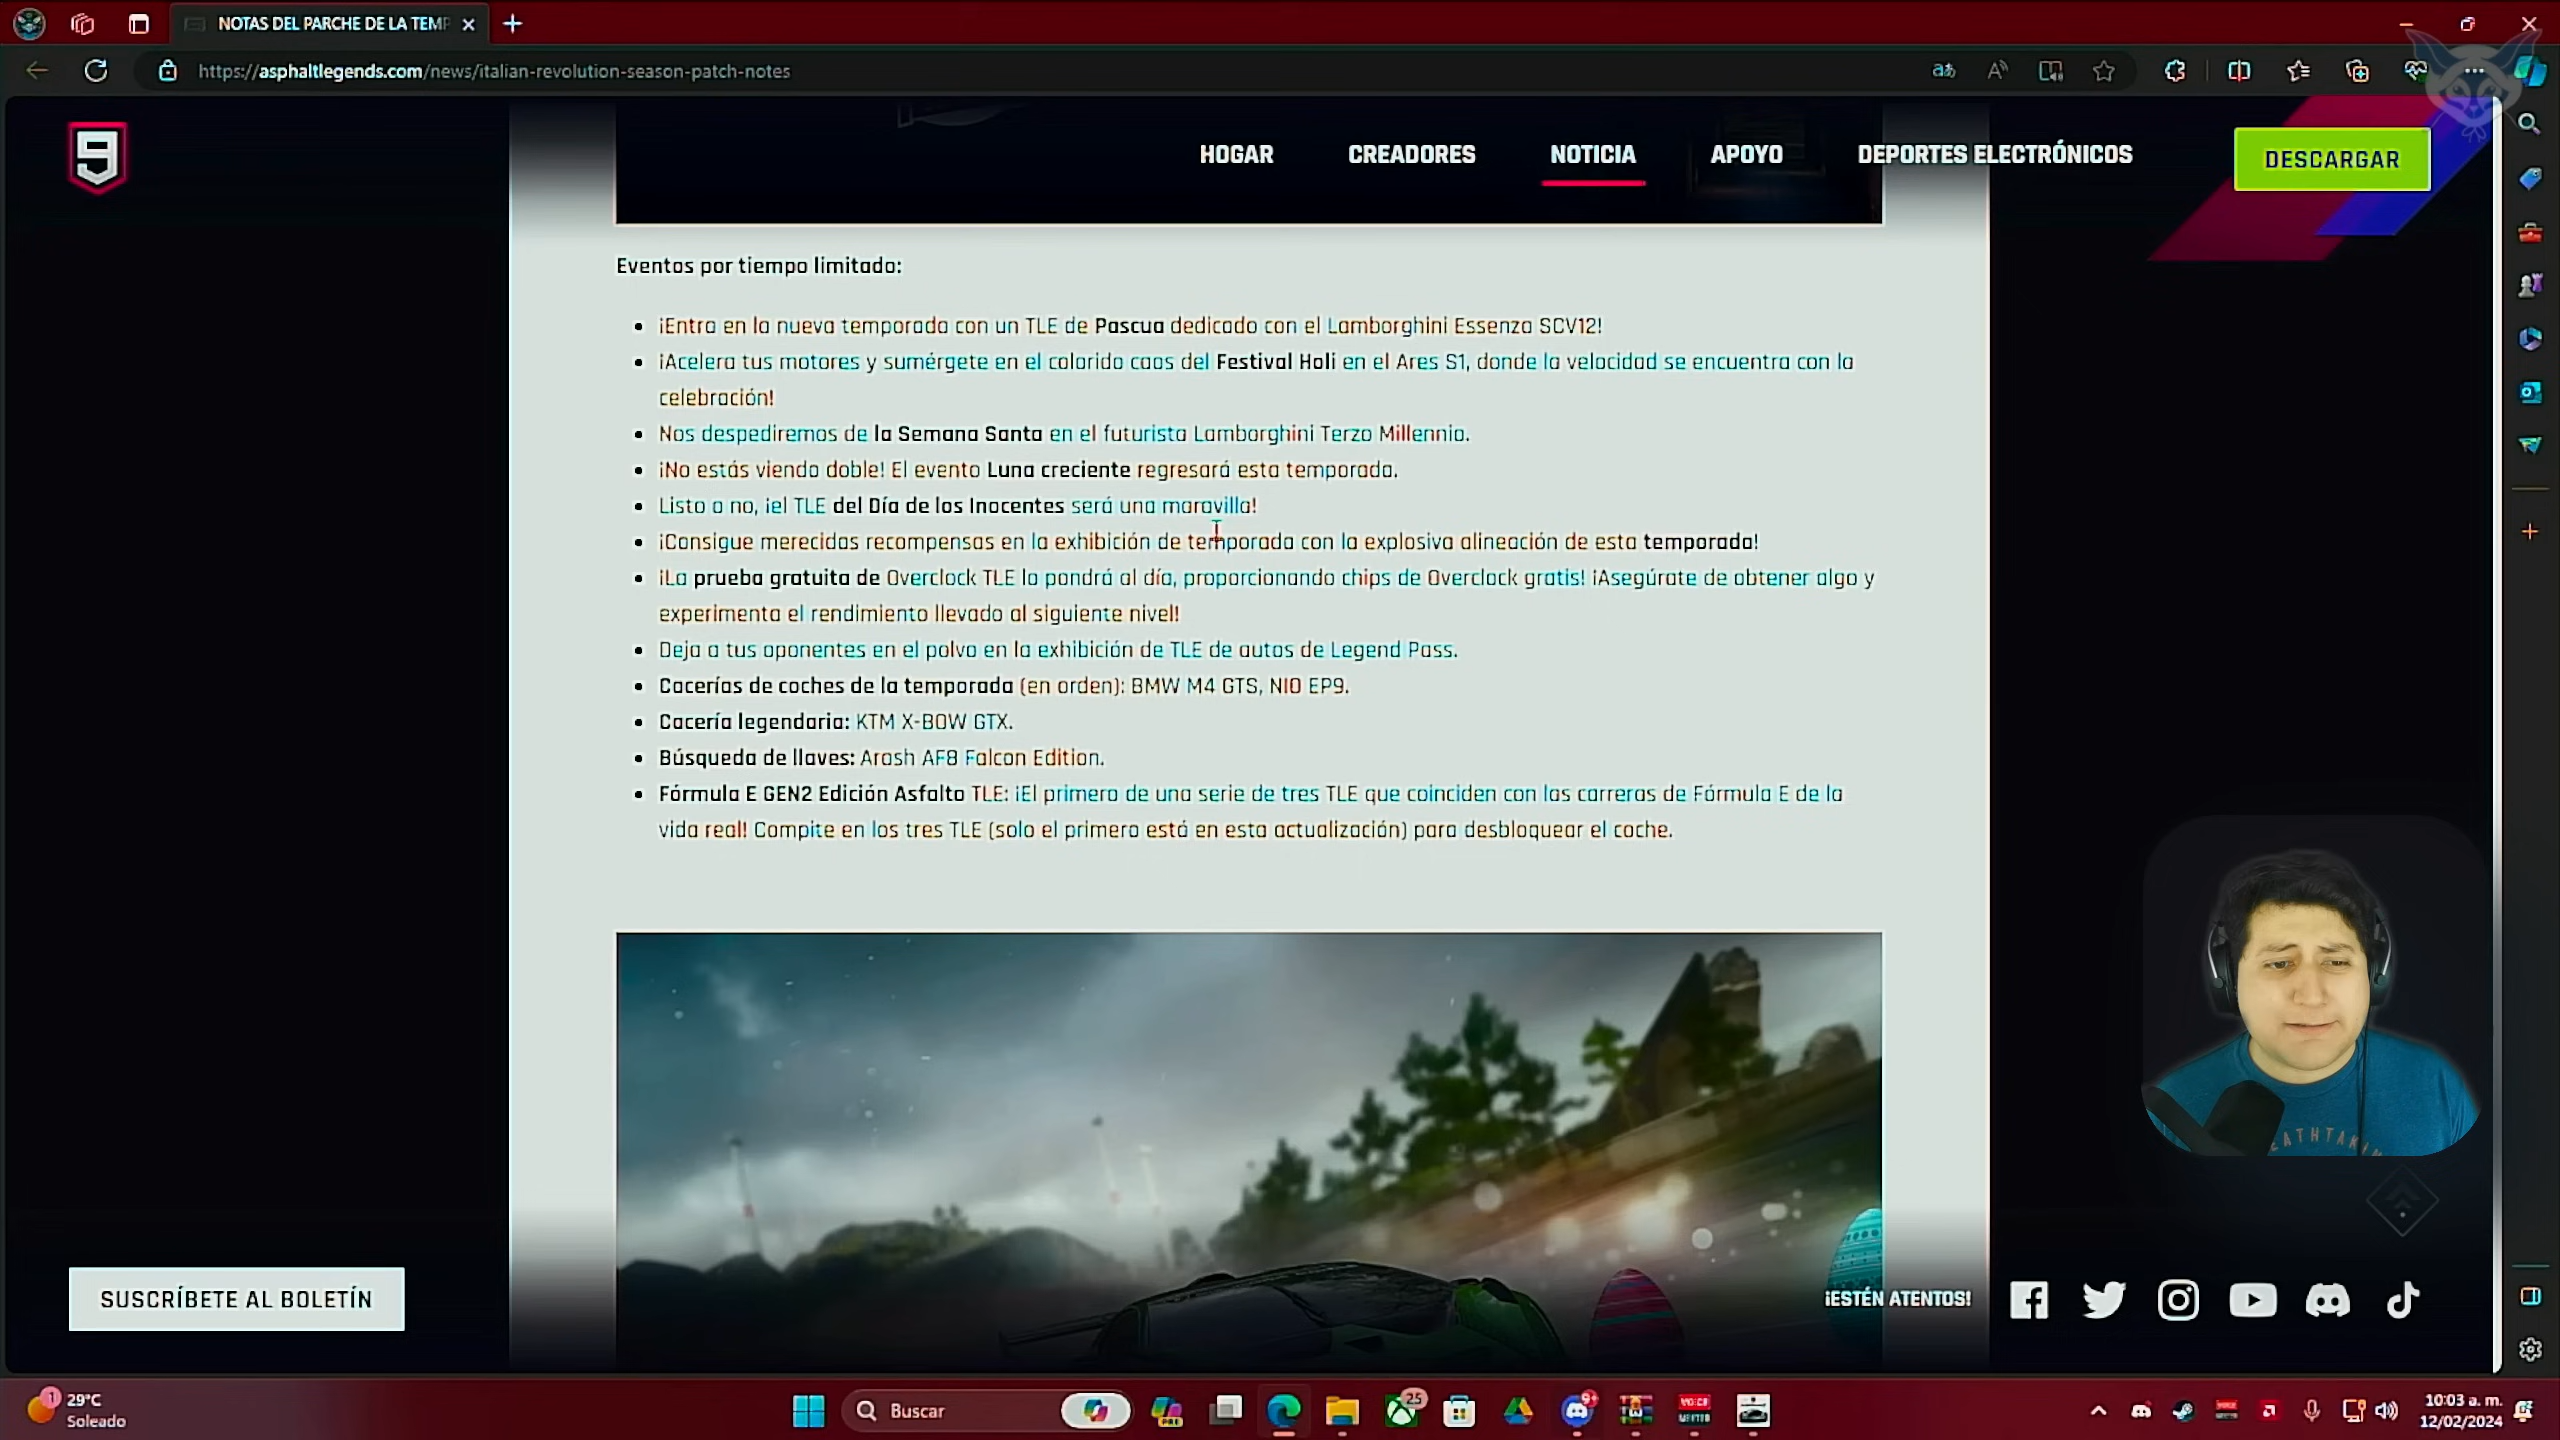 NOTAS DEL PARCHE DE LA TEMP
https://asphaltlegends.com/news/italian-revolution-season-patch-notes
9
HOGAR
CREADORES
NOTICIA
APOYO
DEPORTES ELECTRÓNICOS
DESCARGAR
Eventos por tiempo limitado:
• ¡Entra en la nueva temporada con un TLE de Pascua dedicado con el Lamborghini Essenza SCV12!
• ¡Acelera tus motores y sumérgete en el colorido caos del Festival Holi en el Ares S1, donde la velocidad se encuentra con la
celebración!
• Nos despediremos de la Semana Santa en el futurista Lamborghini Terzo Millennio.
• ¡No estás viendo doble! El evento Luna creciente regresará esta temporada.
• Listo o no, ¡el TLE del Día de los Inocentes será una maravilla!
• ¡Consigue merecidas recompensas en la exhibición de temporada con la explosiva alineación de esta temporada!
• ¡La prueba gratuita de Overclock TLE lo pondrá al día, proporcionando chips de Overclock gratis! ¡Asegúrate de obtener algo y
experimenta el rendimiento llevado al siguiente nivel!
• Deja a tus oponentes en el polvo en la exhibición de TLE de autos de Legend Pass.
• Cacerías de coches de la temporada (en orden): BMW M4 GTS, NIO EP9.
• Cacería legendaria: KTM X-BOW GTX.
• Búsqueda de llaves: Arash AF8 Falcon Edition.
• Fórmula E GEN2 Edición Asfalto TLE: ¡El primero de una serie de tres TLE que coinciden con las carreras de Fórmula E de la
vida real! Compite en los tres TLE (solo el primero está en esta actualización) para desbloquear el coche.
EATHTAKIN
SUSCRÍBETE AL BOLETÍN
¡ESTÉN ATENTOS!
1
29°C
Soleado
Buscar
PRE
25
9+
10:03 a. m.
12/02/2024